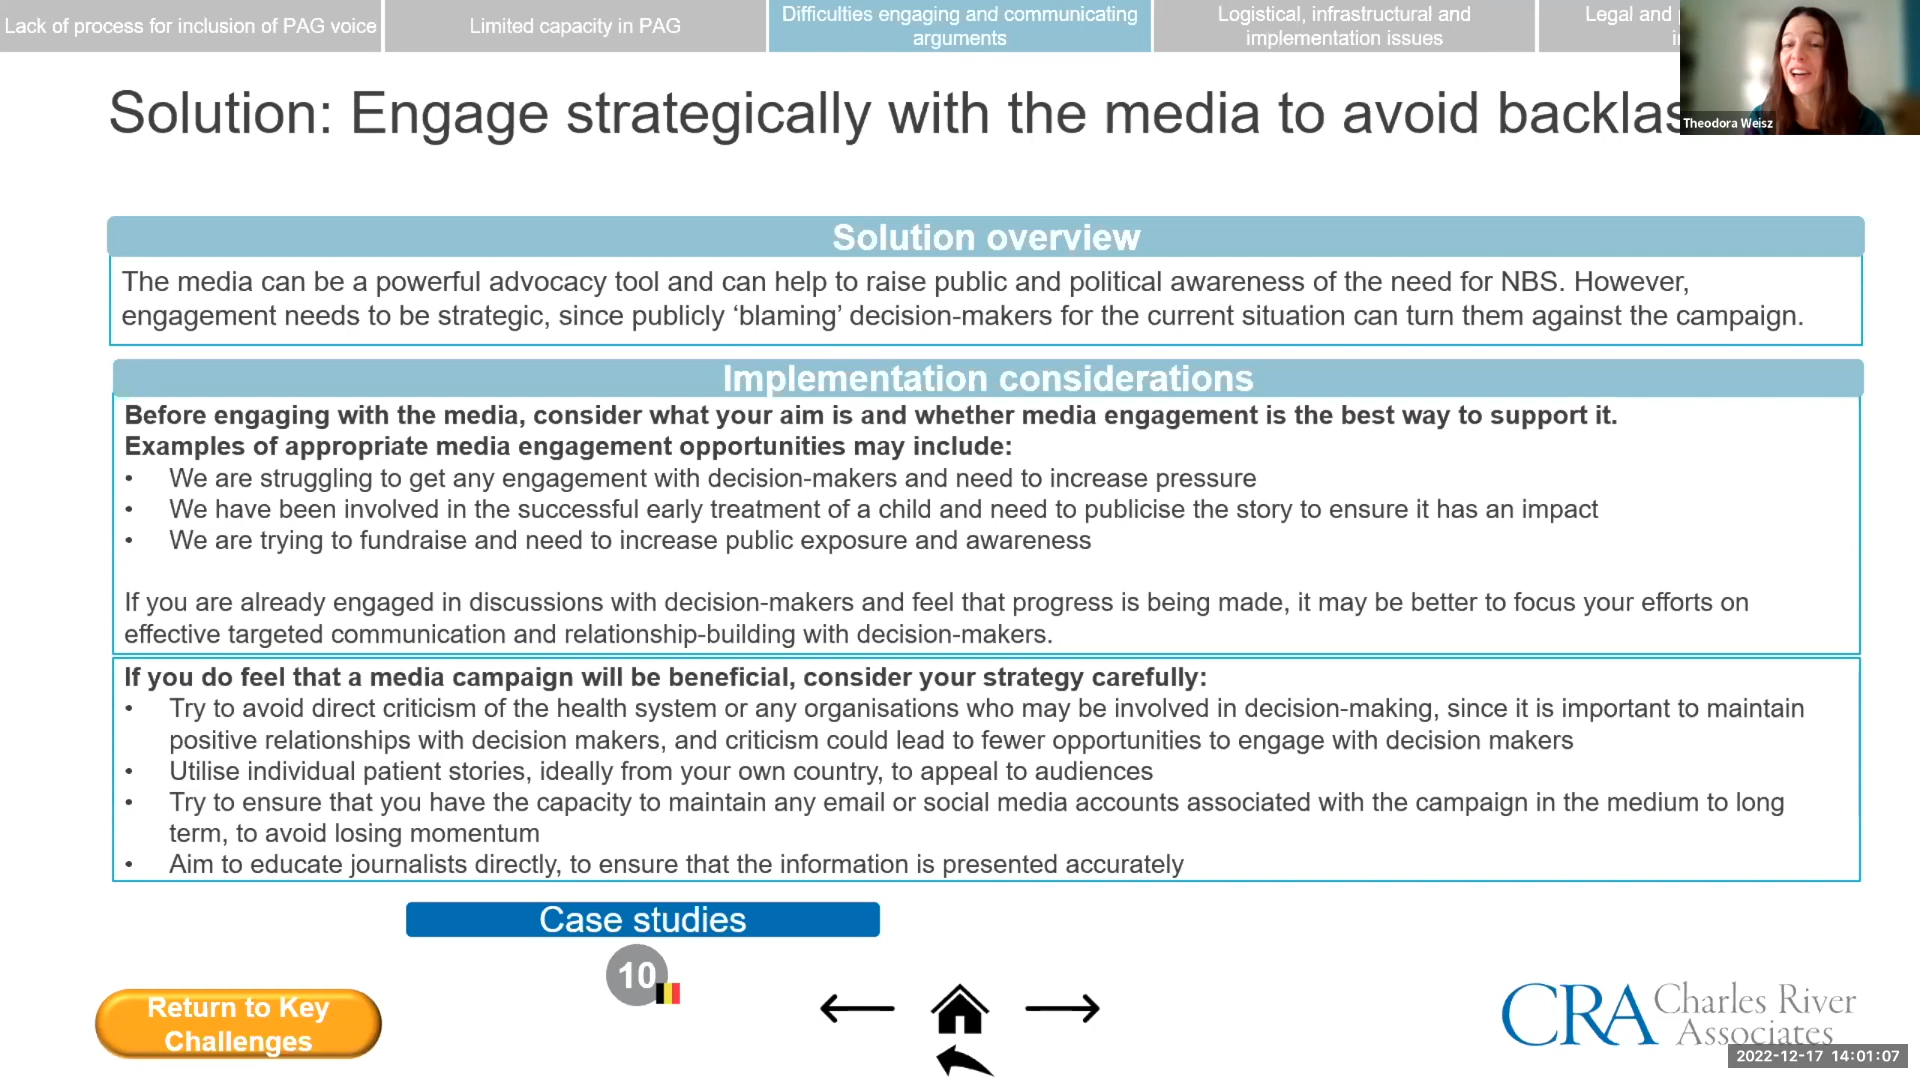 Lack of process for inclusion of PAG voice
Limited capacity in PAG
Difficulties engaging and communicating
arguments
Logistical, infrastructural and
implementation issues
Legal and
Theodora Weisz
Solution: Engage strategically with the media to avoid
Solution overview
The media can be a powerful advocacy tool and can help to raise public and political awareness of the need for NBS. However,
engagement needs to be strategic, since publicly ‘blaming’ decision-makers for the current situation can turn them against the campaign.
Implementation considerations
Before engaging with the media, consider what your aim is and whether media engagement is the best way to support it.
Examples of appropriate media engagement opportunities may include:
• We are struggling to get any engagement with decision-makers and need to increase pressure
• We have been involved in the successful early treatment of a child and need to publicise the story to ensure it has an impact
• We are trying to fundraise and need to increase public exposure and awareness
If you are already engaged in discussions with decision-makers and feel that progress is being made, it may be better to focus your efforts on
effective targeted communication and relationship-building with decision-makers.
If you do feel that a media campaign will be beneficial, consider your strategy carefully:
• Try to avoid direct criticism of the health system or any organisations who may be involved in decision-making, since it is important to maintain
positive relationships with decision makers, and criticism could lead to fewer opportunities to engage with decision makers
• Utilise individual patient stories, ideally from your own country, to appeal to audiences
• Try to ensure that you have the capacity to maintain any email or social media accounts associated with the campaign in the medium to long
term, to avoid losing momentum
• Aim to educate journalists directly, to ensure that the information is presented accurately
Case studies
10
Return to Key
Challenges
CRA Charles River
Associates
2022-12-17 14:01:07